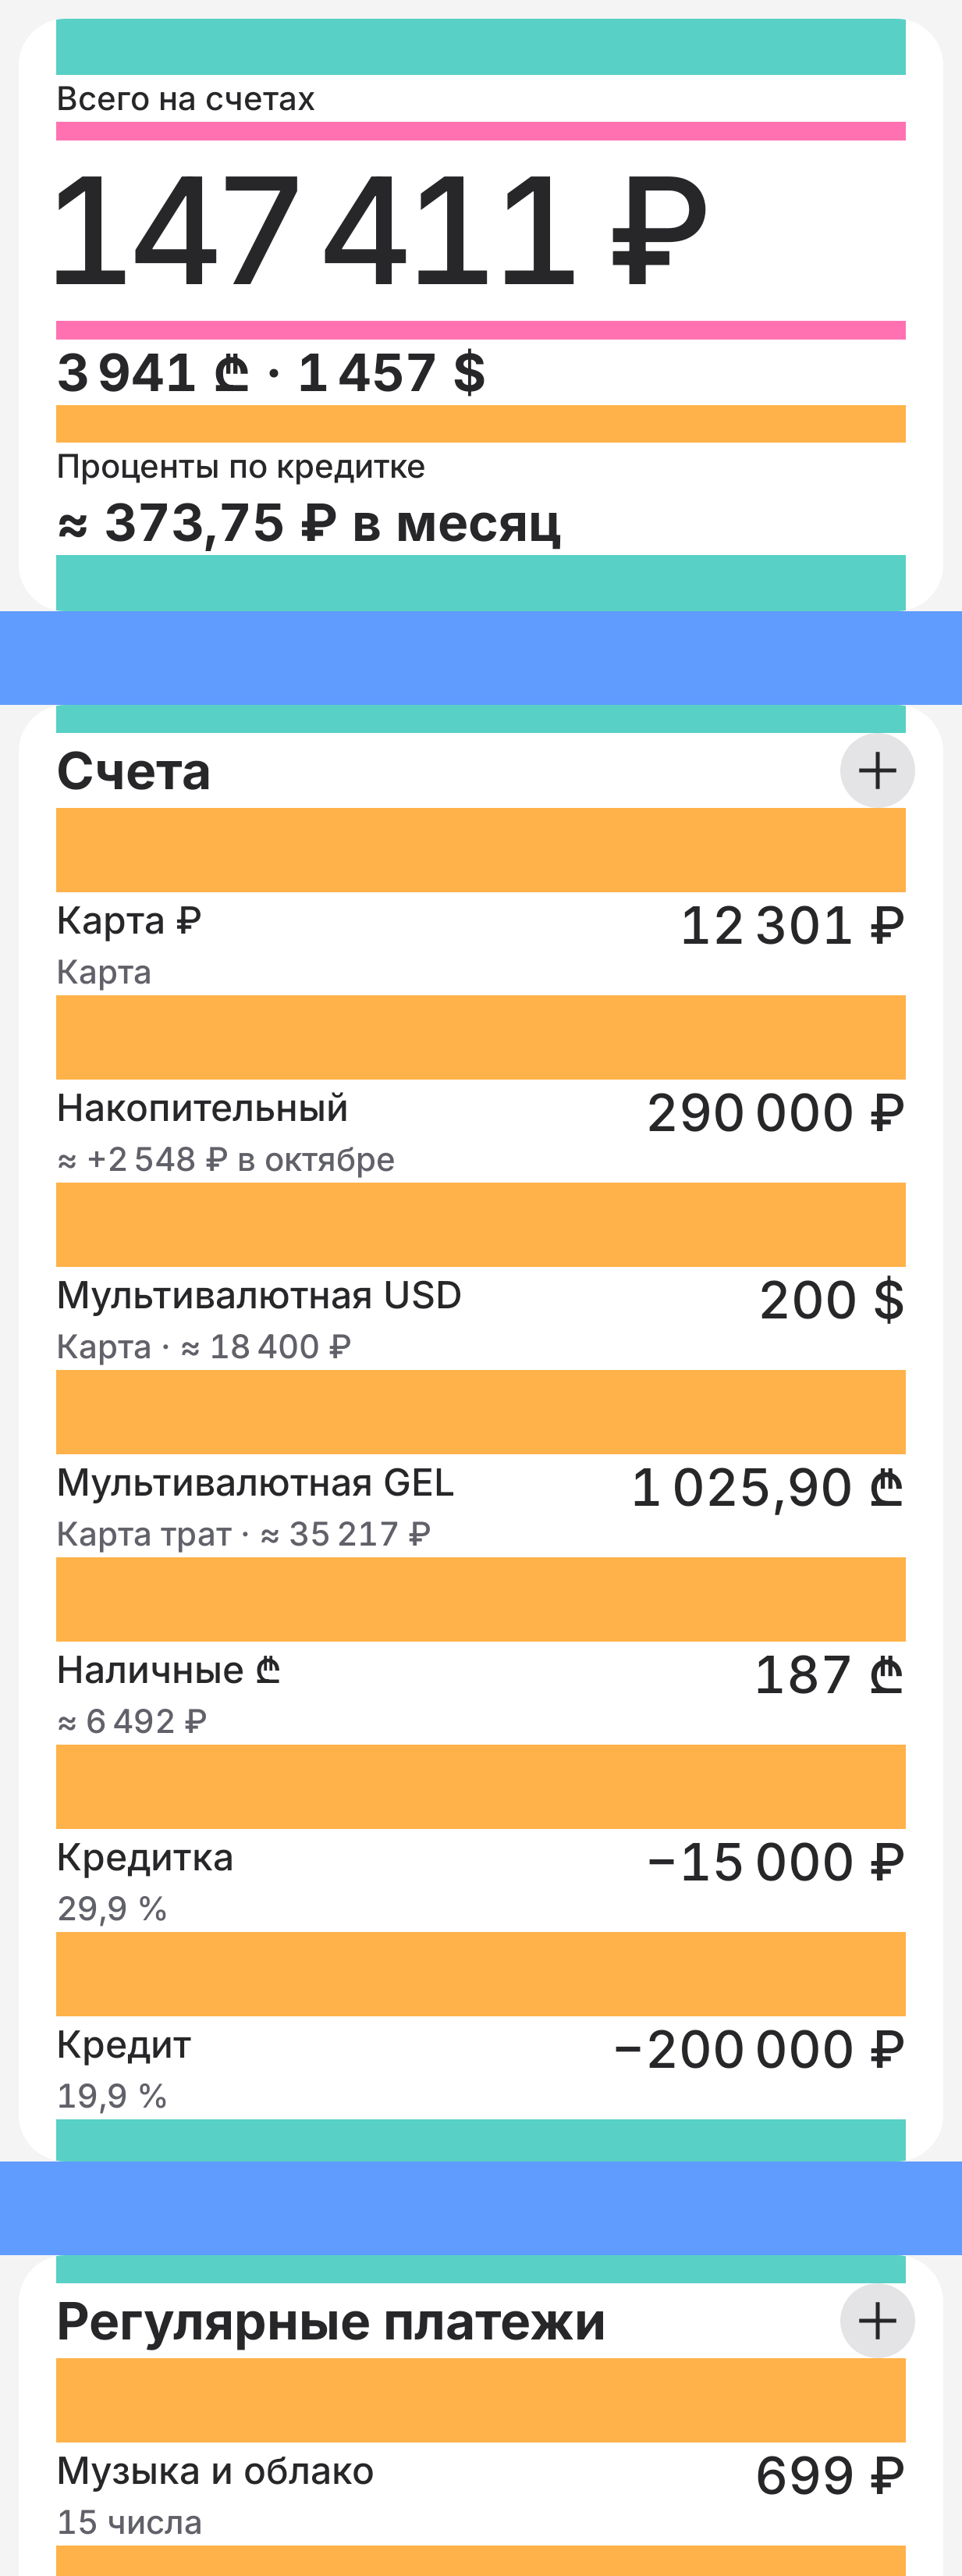 Всего на счетах
147 411 ₽
3 941 ₾ · 1 457 $
Проценты по кредитке
≈ 373,75 ₽ в месяц
Счета
Карта ₽ 12 301 ₽
Карта
Накопительный 290 000 ₽
≈ +2 548 ₽ в октябре
Мультивалютная USD 200 $
Карта · ≈ 18 400 ₽
Мультивалютная GEL 1 025,90 ₾
Карта трат · ≈ 35 217 ₽
Наличные ₾ 187 ₾
≈ 6 492 ₽
Кредитка −15 000 ₽
29,9 %
Кредит −200 000 ₽
19,9 %
Регулярные платежи
Музыка и облако 699 ₽
15 числа